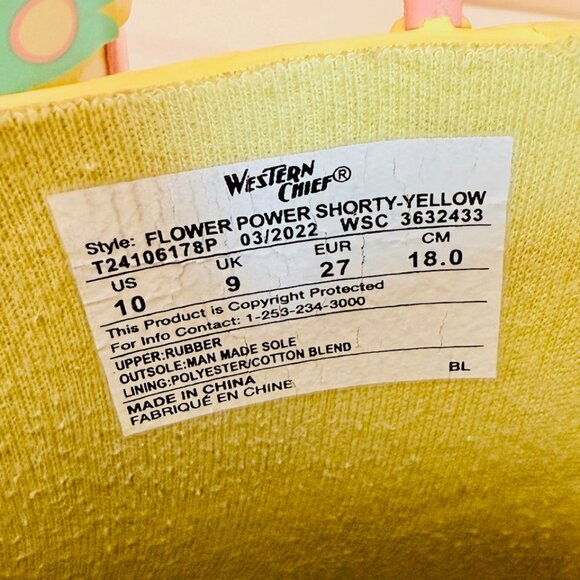 WESTERN
CHIEF®
Style: FLOWER POWER SHORTY-YELLOW
T24106178P 03/2022 WSC 3632433
US UK EUR CM
10 9 27 18.0
This Product is Copyright Protected
For Info Contact: 1-253-234-3000
UPPER:RUBBER
OUTSOLE:MAN MADE SOLE
LINING:POLYESTER/COTTON BLEND
MADE IN CHINA BL
FABRIQUÉ EN CHINE